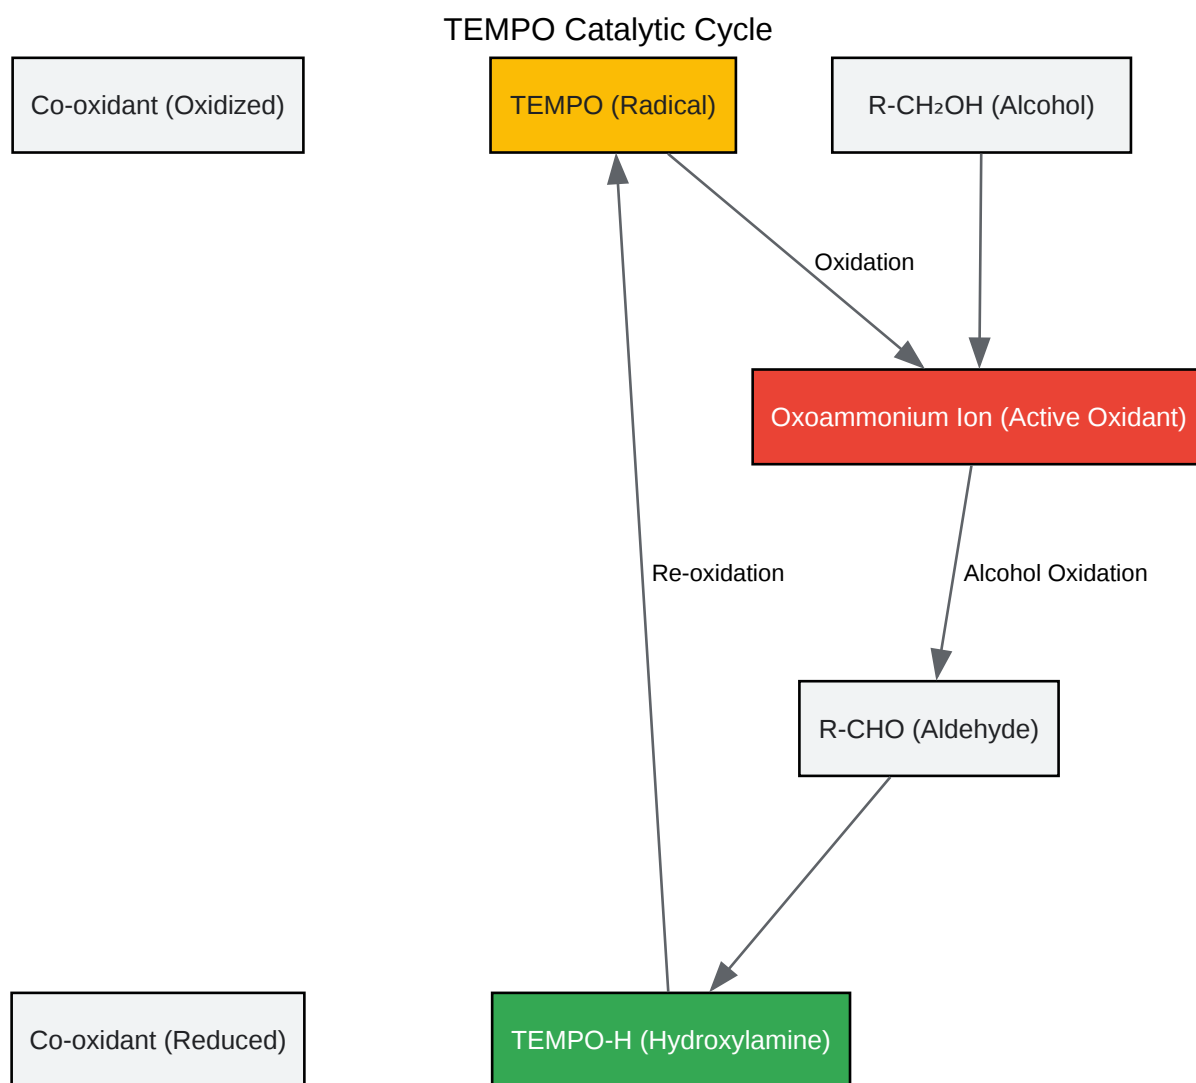 TEMPO Catalytic Cycle
Co-oxidant (Oxidized)
TEMPO (Radical)
R-CH₂OH (Alcohol)
Oxidation
Oxoammonium Ion (Active Oxidant)
Re-oxidation
Alcohol Oxidation
R-CHO (Aldehyde)
Co-oxidant (Reduced)
TEMPO-H (Hydroxylamine)